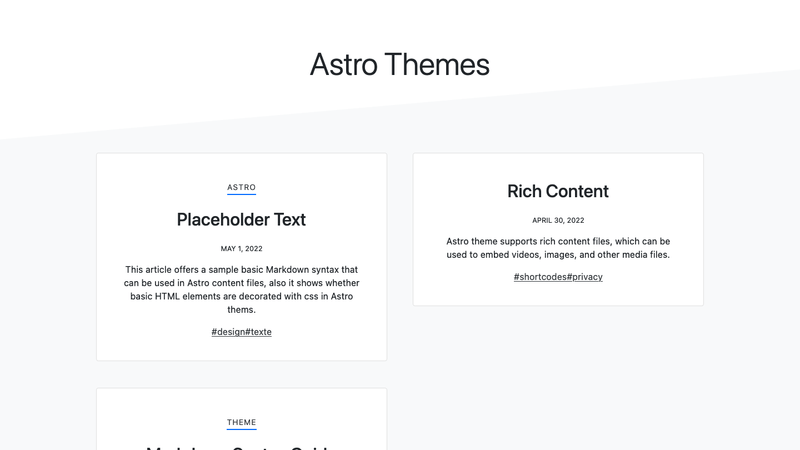 Astro Themes
ASTRO
Placeholder Text
MAY 1, 2022
This article offers a sample basic Markdown syntax that
can be used in Astro content files, also it shows whether
basic HTML elements are decorated with css in Astro
thems.
#design#texte
Rich Content
APRIL 30, 2022
Astro theme supports rich content files, which can be
used to embed videos, images, and other media files.
#shortcodes#privacy
THEME